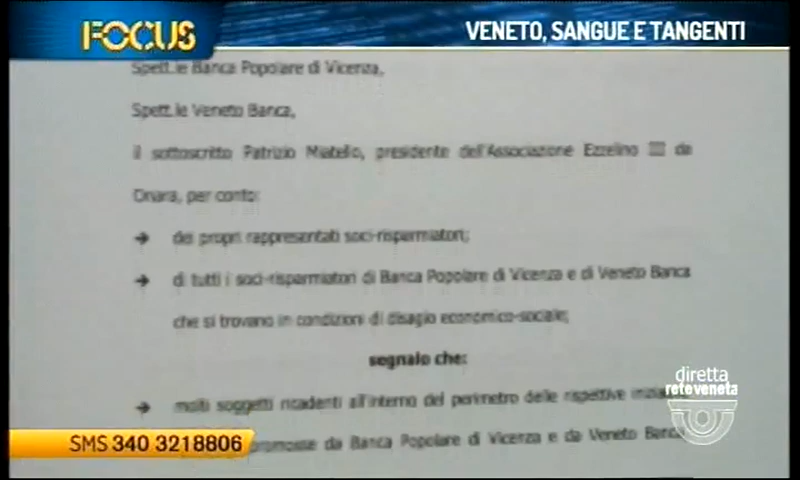 FOCUS
VENETO, SANGUE E TANGENTI
Spett.le Banca Popolare di Vicenza,
Spett.le Veneto Banca,
il sottoscritto Patrizio Miatello, presidente dell'Associazione Ezzelino III da
Onara, per conto:
→ dei propri rappresentati soci-risparmiatori;
→ di tutti i soci-risparmiatori di Banca Popolare di Vicenza e di Veneto Banca
che si trovano in condizioni di disagio economico-sociale;
segnalo che:
→ molti soggetti ricadenti all'interno del perimetro delle rispettive
promosse da Banca Popolare di Vicenza e da Veneto Banca
diretta
reteveneta
SMS 340 3218806